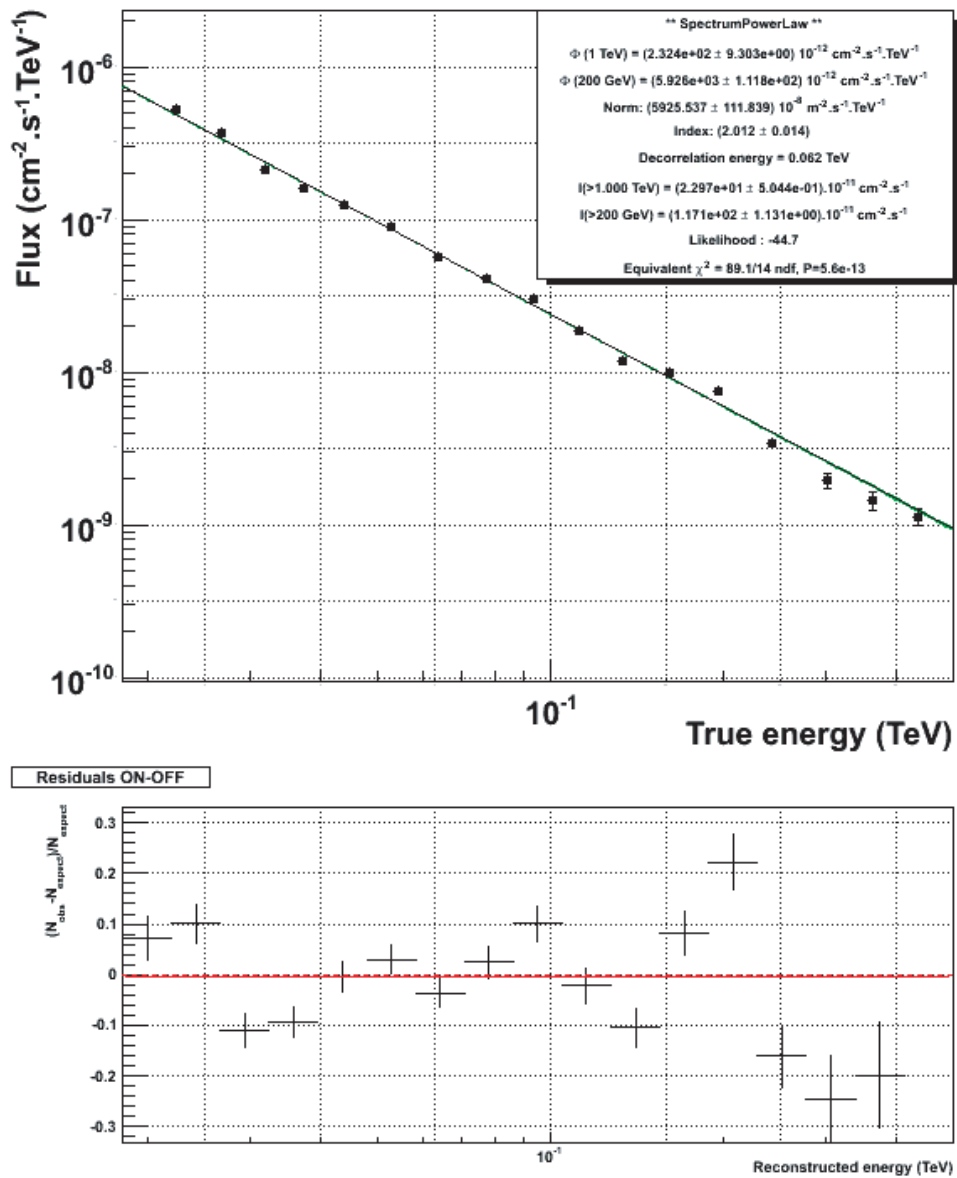 ** SpectrumPowerLaw **
Φ (1 TeV) = (2.324e+02 ± 9.303e+00) 10⁻¹² cm⁻².s⁻¹.TeV⁻¹
Φ (200 GeV) = (5.926e+03 ± 1.118e+02) 10⁻¹² cm⁻².s⁻¹.TeV⁻¹
Norm: (5925.537 ± 111.839) 10⁻⁸ m⁻².s⁻¹.TeV⁻¹
Index: (2.012 ± 0.014)
Decorrelation energy = 0.062 TeV
I(>1.000 TeV) = (2.297e+01 ± 5.044e-01).10⁻¹¹ cm⁻².s⁻¹
I(>200 GeV) = (1.171e+02 ± 1.131e+00).10⁻¹¹ cm⁻².s⁻¹
Likelihood : -44.7
Equivalent χ² = 89.1/14 ndf, P=5.6e-13
Flux (cm⁻².s⁻¹.TeV⁻¹)
10⁻⁶
10⁻⁷
10⁻⁸
10⁻⁹
10⁻¹⁰
10⁻¹
True energy (TeV)
Residuals ON-OFF
(N_obs -N_expect)/N_expect
0.3
0.2
0.1
0
-0.1
-0.2
-0.3
10⁻¹
Reconstructed energy (TeV)